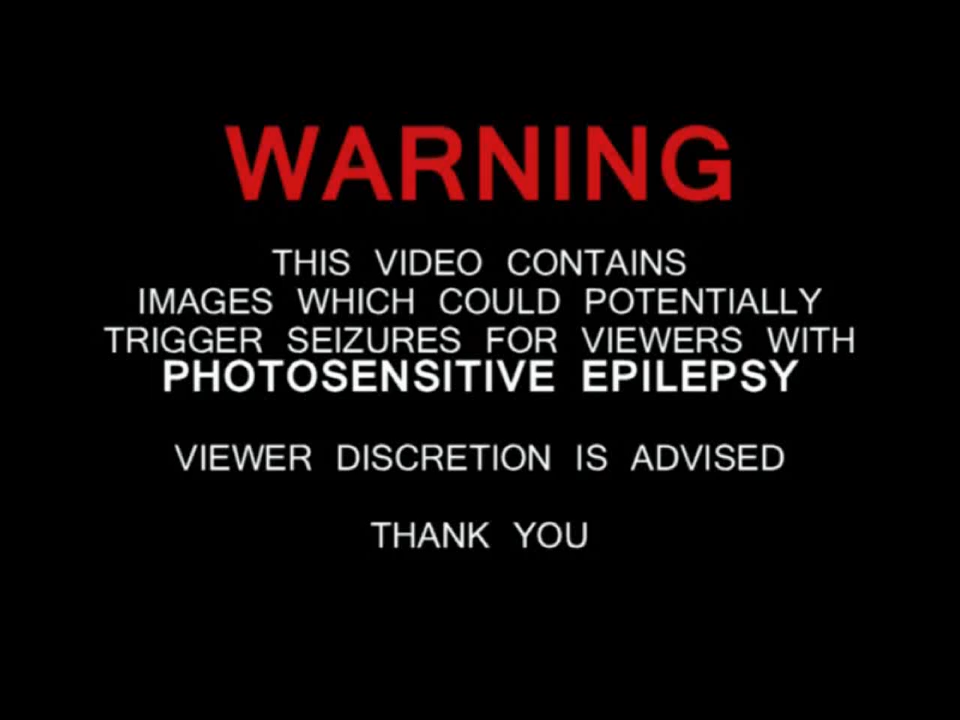 WARNING
THIS VIDEO CONTAINS
IMAGES WHICH COULD POTENTIALLY
TRIGGER SEIZURES FOR VIEWERS WITH
PHOTOSENSITIVE EPILEPSY
VIEWER DISCRETION IS ADVISED
THANK YOU